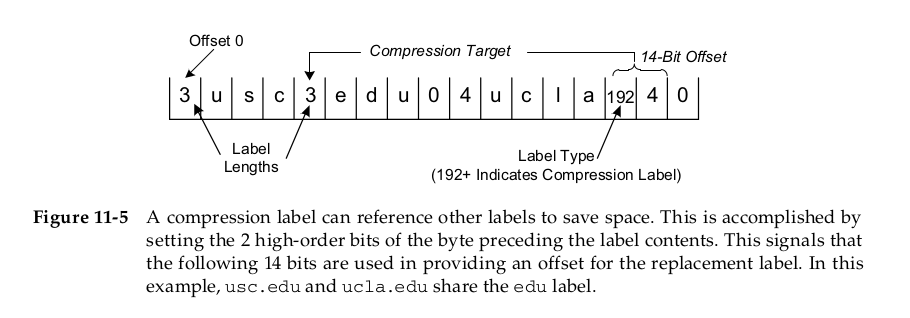 Offset 0
Compression Target
14-Bit Offset
3 u s c 3 e d u 0 4 u c l a 192 4 0
Label
Lengths
Label Type
(192+ Indicates Compression Label)
Figure 11-5 A compression label can reference other labels to save space. This is accomplished by
setting the 2 high-order bits of the byte preceding the label contents. This signals that
the following 14 bits are used in providing an offset for the replacement label. In this
example, usc.edu and ucla.edu share the edu label.